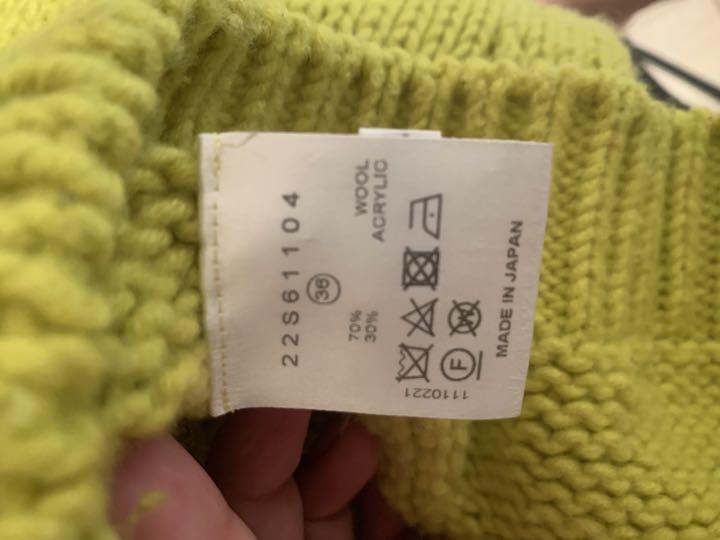 22S61104
36
WOOL 70%
ACRYLIC 30%
F
W
MADE IN JAPAN
1110221